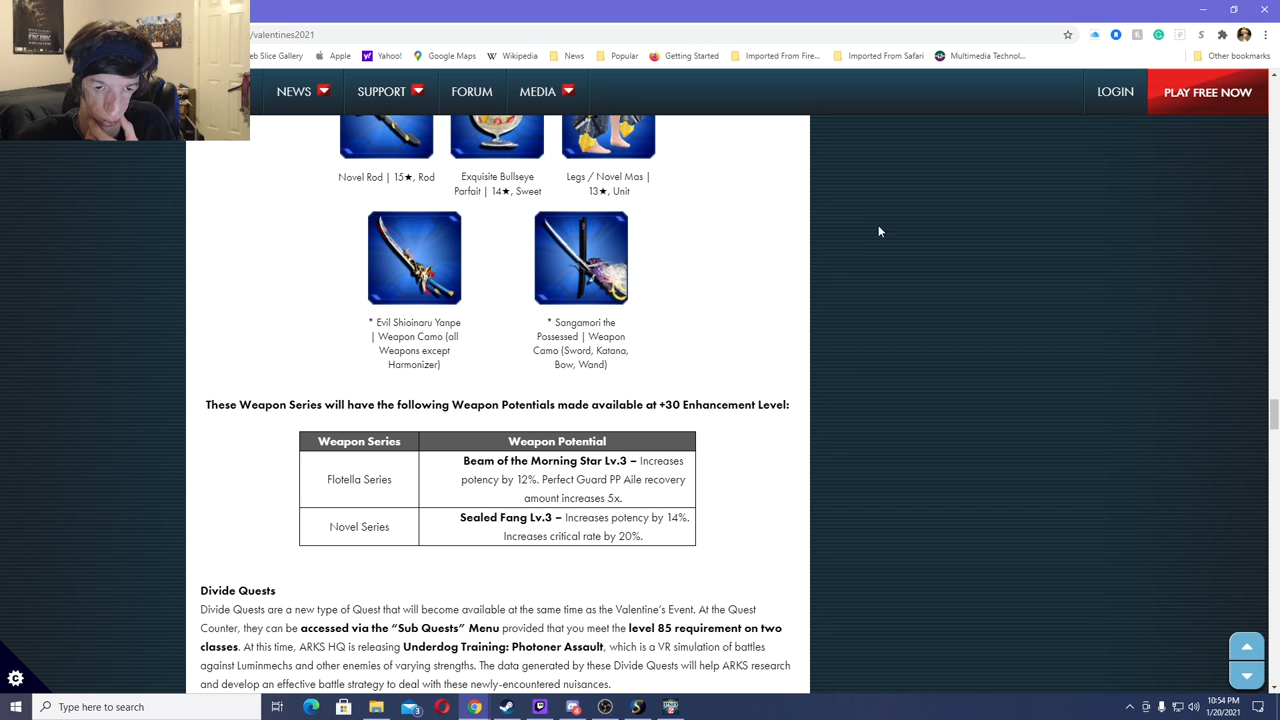 /valentines2021
eb Slice Gallery Apple Yahoo! Google Maps Wikipedia News Popular Getting Started Imported From Fire... Imported From Safari Multimedia Technol... Other bookmarks
NEWS SUPPORT FORUM MEDIA LOGIN PLAY FREE NOW
Novel Rod | 15★, Rod
Exquisite Bullseye
Parfait | 14★, Sweet
Legs / Novel Mas |
13★, Unit
* Evil Shioinaru Yanpe
| Weapon Camo (all
Weapons except
Harmonizer)
* Sangamori the
Possessed | Weapon
Camo (Sword, Katana,
Bow, Wand)
These Weapon Series will have the following Weapon Potentials made available at +30 Enhancement Level:
Weapon Series Weapon Potential
Flotella Series
Beam of the Morning Star Lv.3 – Increases
potency by 12%. Perfect Guard PP Aile recovery
amount increases 5x.
Novel Series
Sealed Fang Lv.3 – Increases potency by 14%.
Increases critical rate by 20%.
Divide Quests
Divide Quests are a new type of Quest that will become available at the same time as the Valentine's Event. At the Quest
Counter, they can be accessed via the “Sub Quests” Menu provided that you meet the level 85 requirement on two
classes. At this time, ARKS HQ is releasing Underdog Training: Photoner Assault, which is a VR simulation of battles
against Luminmechs and other enemies of varying strengths. The data generated by these Divide Quests will help ARKS research
and develop an effective battle strategy to deal with these newly-encountered nuisances.
Type here to search
3
4
10:54 PM
1/20/2021